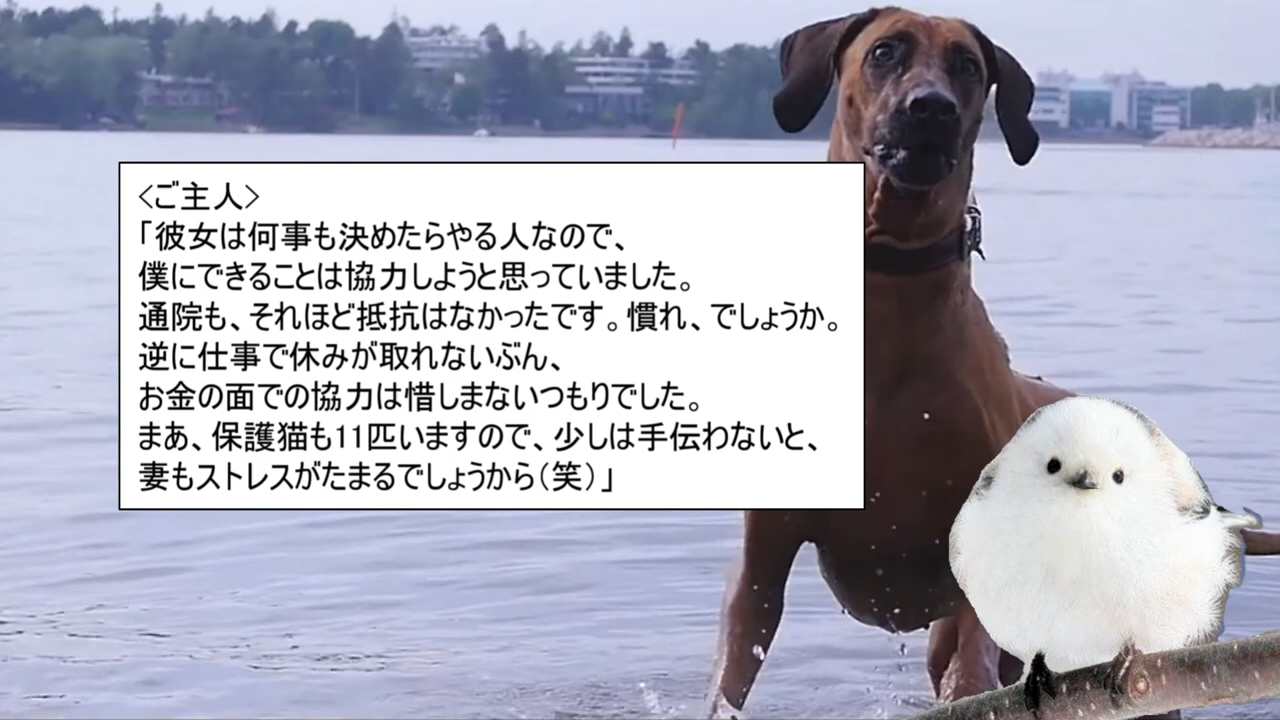 <ご主人>
「彼女は何事も決めたらやる人なので、
僕にできることは協力しようと思っていました。
通院も、それほど抵抗はなかったです。慣れ、でしょうか。
逆に仕事で休みが取れないぶん、
お金の面での協力は惜しまないつもりでした。
まあ、保護猫も11匹いますので、少しは手伝わないと、
妻もストレスがたまるでしょうから(笑)」